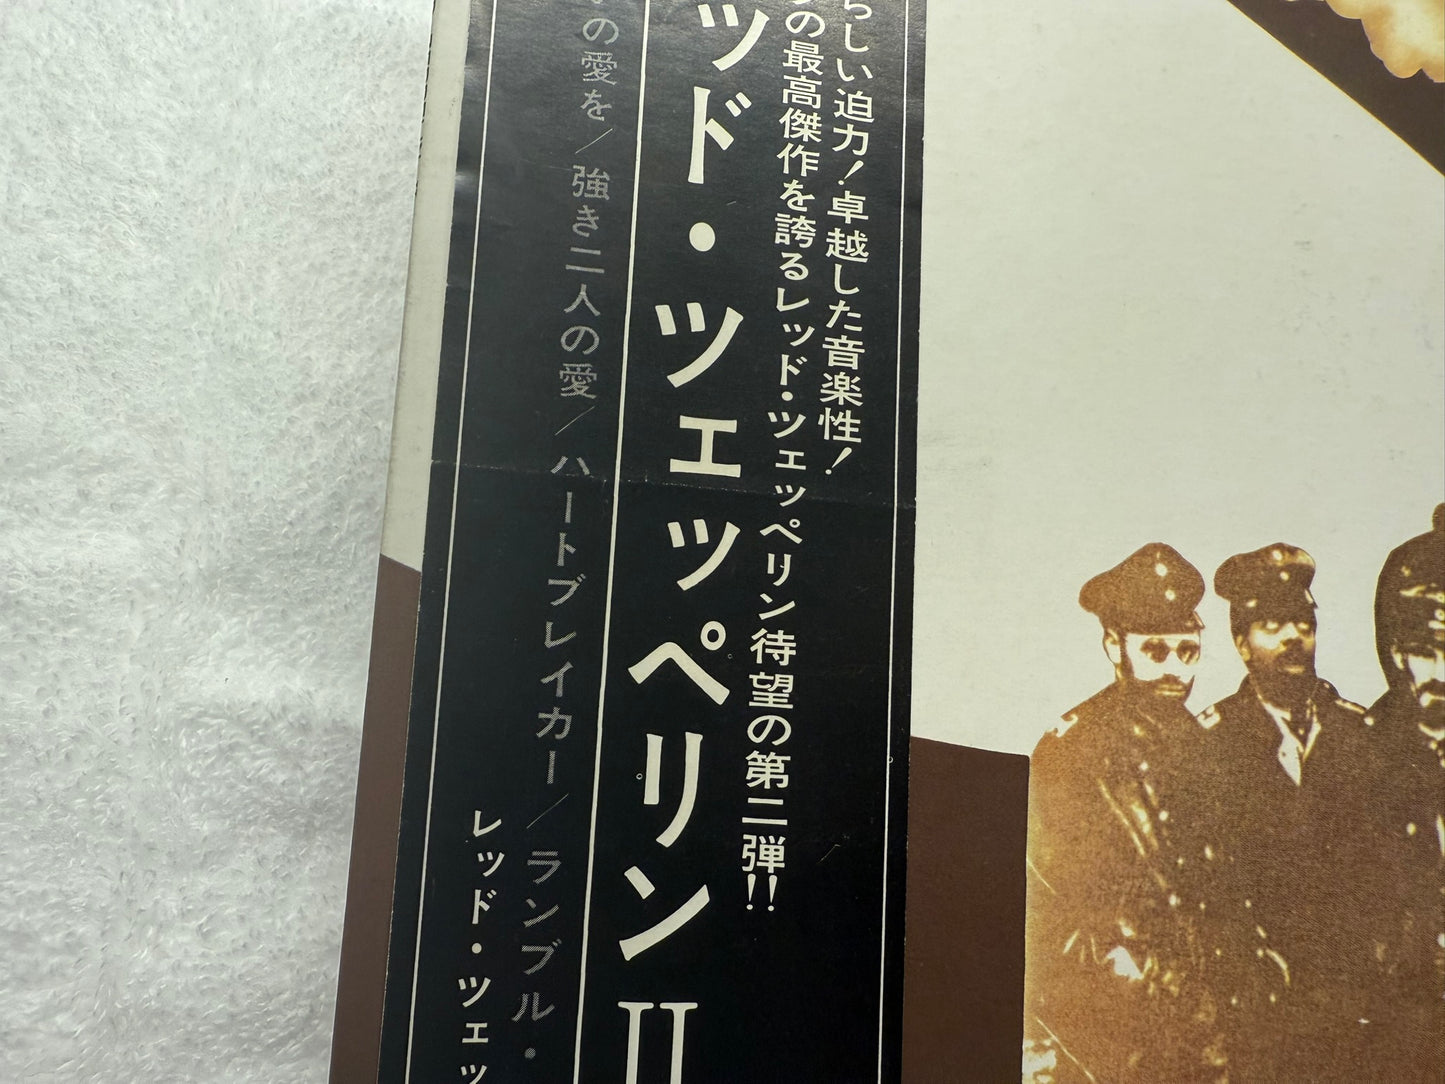 らしい迫力！卓越した音楽性！
の最高傑作を誇るレッド・ツェッペリン待望の第二弾!!
ッド・ツェッペリンⅡ
の愛を／強き二人の愛／ハートブレイカー／ランブル・
レッド・ツェッ